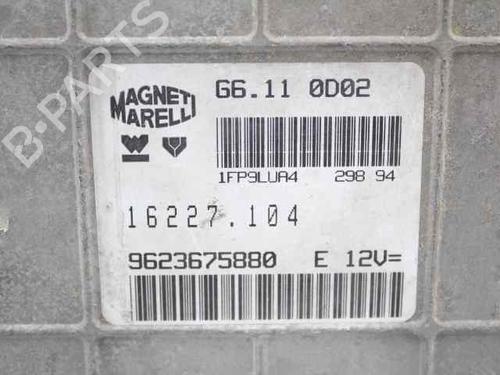 B-PARTS
MAGNETI MARELLI
G6.11 0D02
1FP9LUA4 298 94
16227.104
9623675880 E 12V=